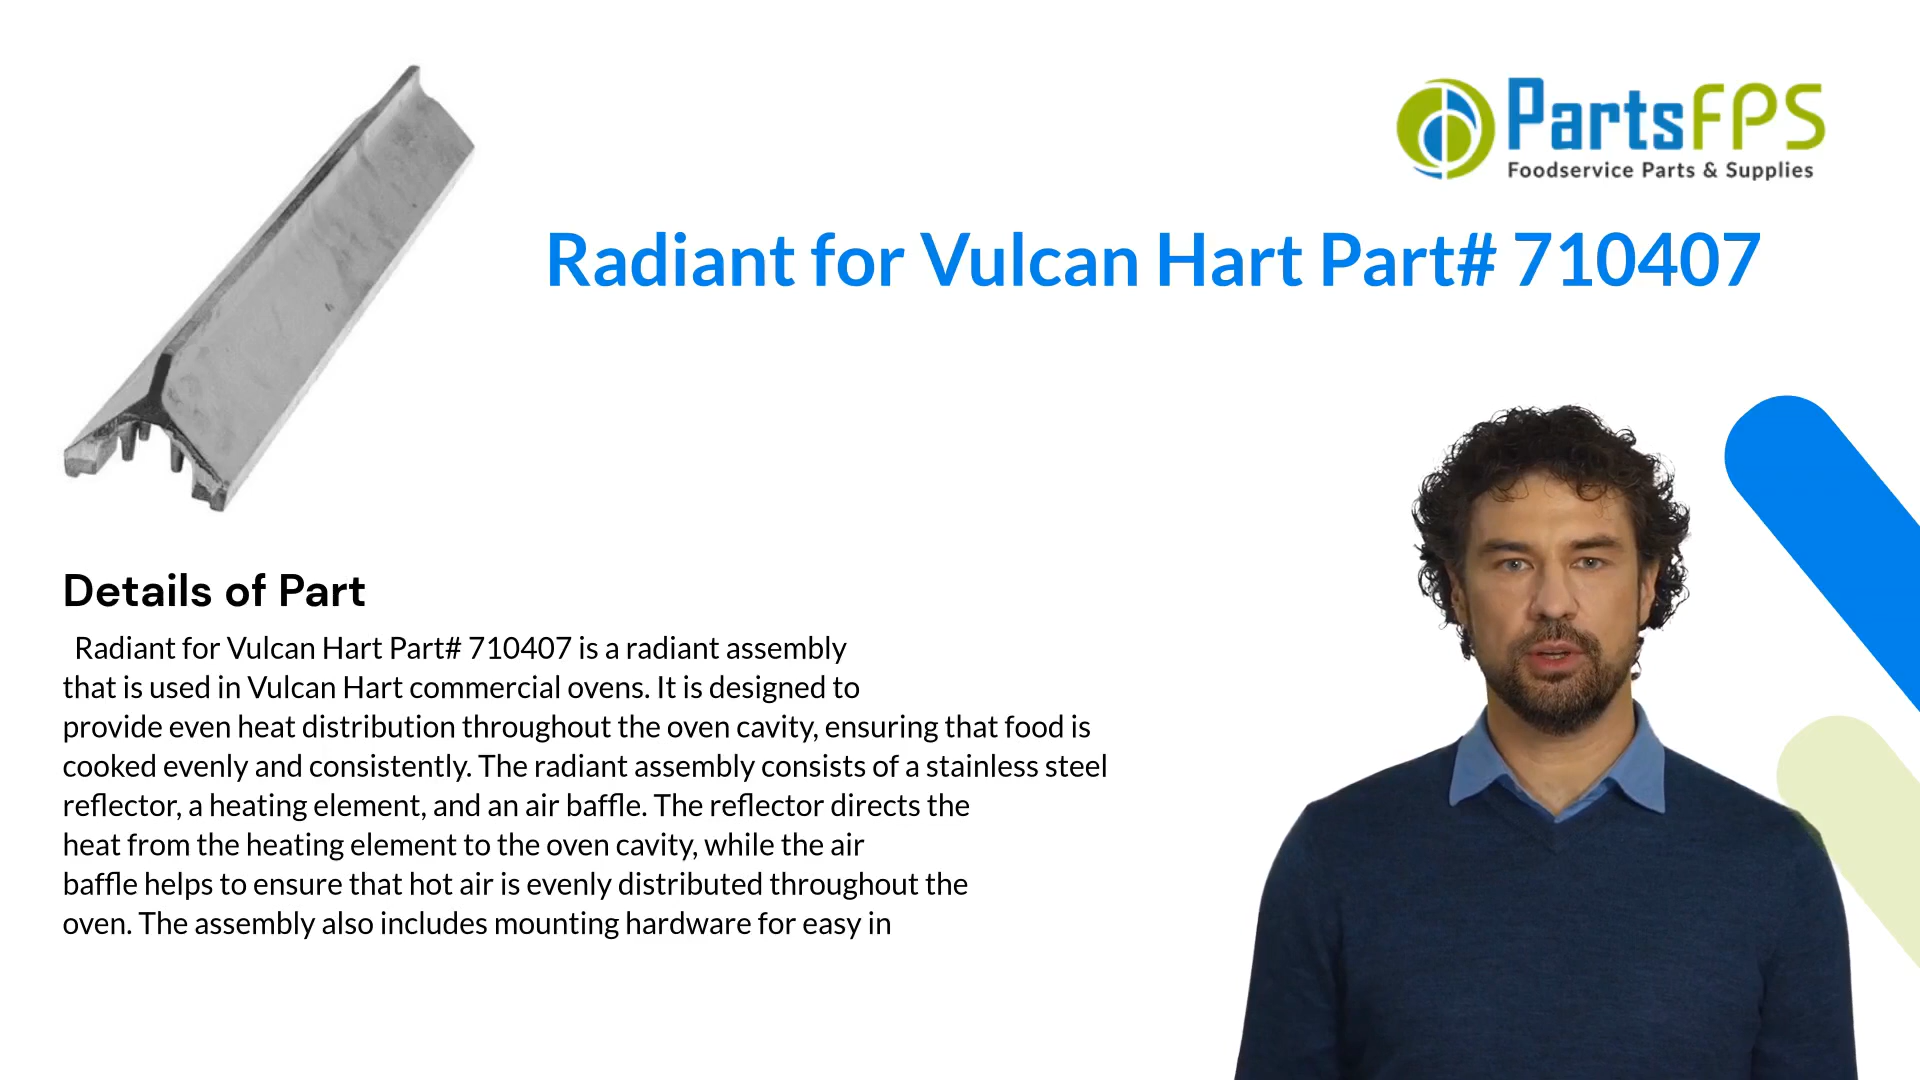 PartsFPS
Foodservice Parts & Supplies
Radiant for Vulcan Hart Part# 710407
Details of Part
Radiant for Vulcan Hart Part# 710407 is a radiant assembly
that is used in Vulcan Hart commercial ovens. It is designed to
provide even heat distribution throughout the oven cavity, ensuring that food is
cooked evenly and consistently. The radiant assembly consists of a stainless steel
reflector, a heating element, and an air baffle. The reflector directs the
heat from the heating element to the oven cavity, while the air
baffle helps to ensure that hot air is evenly distributed throughout the
oven. The assembly also includes mounting hardware for easy in